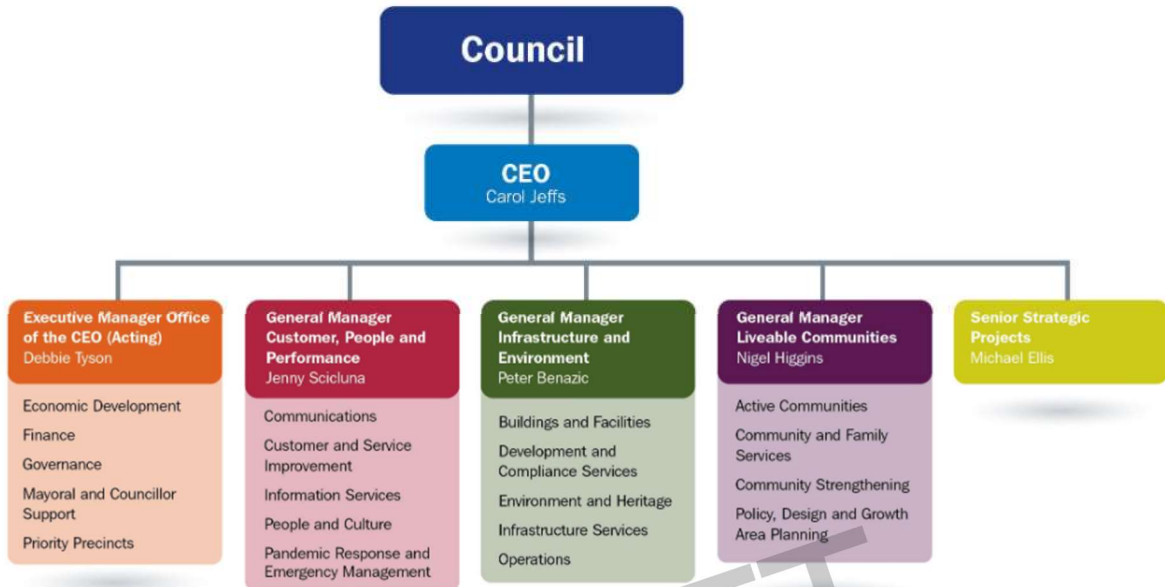 Council
CEO
Carol Jeffs
Executive Manager Office
of the CEO (Acting)
Debbie Tyson
Economic Development
Finance
Governance
Mayoral and Councillor
Support
Priority Precincts
General Manager
Customer, People and
Performance
Jenny Scicluna
Communications
Customer and Service
Improvement
Information Services
People and Culture
Pandemic Response and
Emergency Management
General Manager
Infrastructure and
Environment
Peter Benazic
Buildings and Facilities
Development and
Compliance Services
Environment and Heritage
Infrastructure Services
Operations
General Manager
Liveable Communities
Nigel Higgins
Active Communities
Community and Family
Services
Community Strengthening
Policy, Design and Growth
Area Planning
Senior Strategic
Projects
Michael Ellis